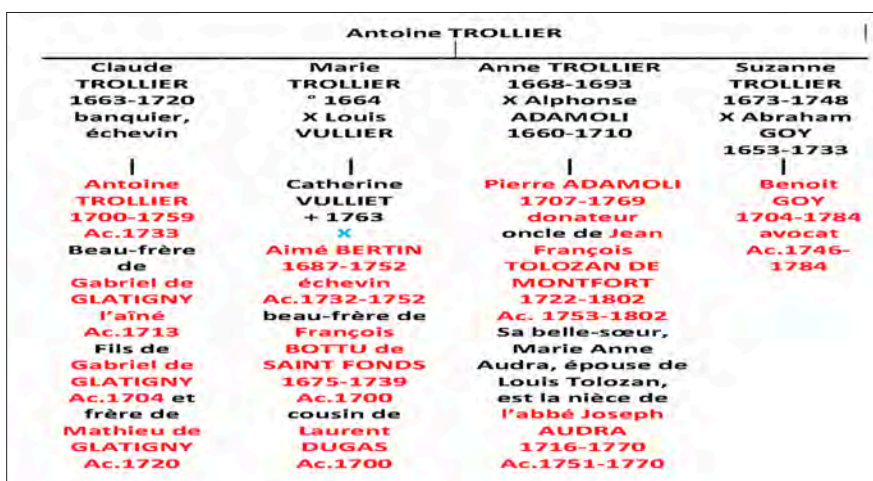 Antoine TROLLIER
Claude
TROLLIER
1663-1720
banquier,
échevin
Antoine
TROLLIER
1700-1759
Ac.1733
Beau-frère
de
Gabriel de
GLATIGNY
l'aîné
Ac.1713
Fils de
Gabriel de
GLATIGNY
Ac.1704 et
frère de
Mathieu de
GLATIGNY
Ac.1720
Marie
TROLLIER
° 1664
X Louis
VULLIER
Catherine
VULLIET
+ 1763
X
Aimé BERTIN
1687-1752
échevin
Ac.1732-1752
beau-frère de
François
BOTTU de
SAINT FONDS
1675-1739
Ac.1700
cousin de
Laurent
DUGAS
Ac.1700
Anne TROLLIER
1668-1693
X Alphonse
ADAMOLI
1660-1710
Pierre ADAMOLI
1707-1769
donateur
oncle de Jean
François
TOLOZAN DE
MONTFORT
1722-1802
Ac. 1753-1802
Sa belle-sœur,
Marie Anne
Audra, épouse de
Louis Tolozan,
est la nièce de
l'abbé Joseph
AUDRA
1716-1770
Ac.1751-1770
Suzanne
TROLLIER
1673-1748
X Abraham
GOY
1653-1733
Benoit
GOY
1704-1784
avocat
Ac.1746-
1784